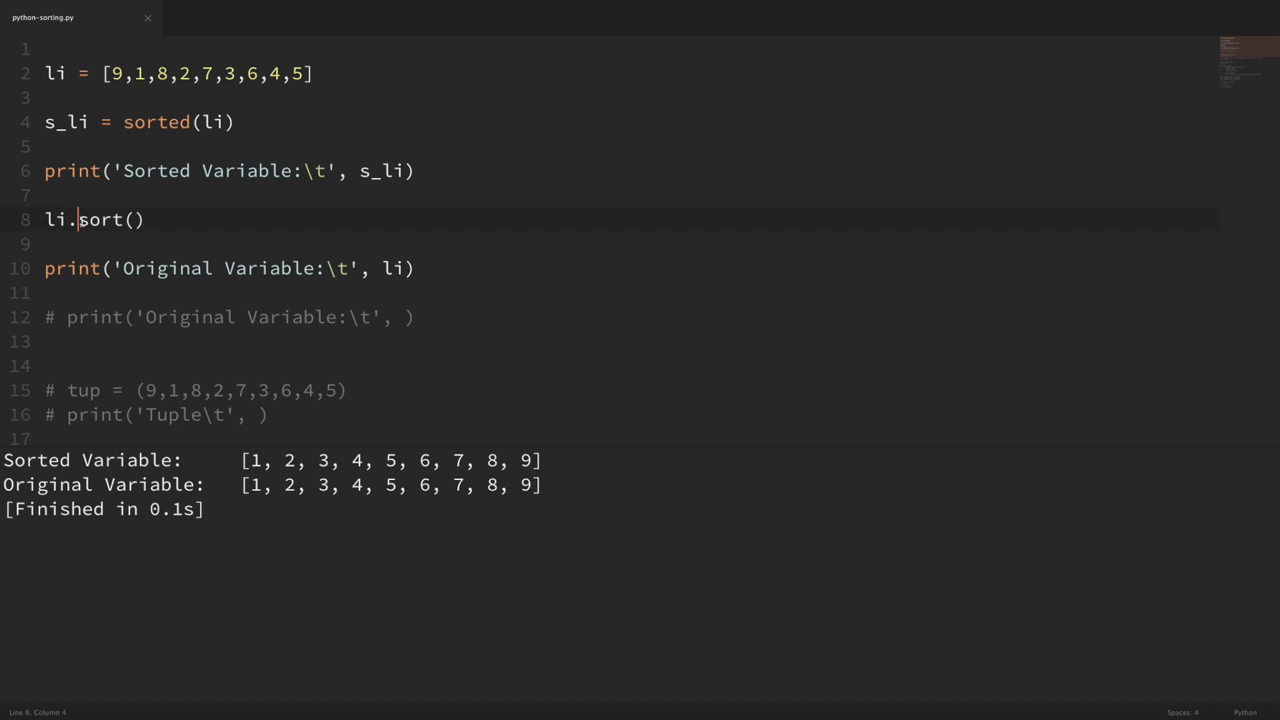 python-sorting.py ×
1
2 li = [9,1,8,2,7,3,6,4,5]
3
4 s_li = sorted(li)
5
6 print('Sorted Variable:\t', s_li)
7
8 li.sort()
9
10 print('Original Variable:\t', li)
11
12 # print('Original Variable:\t', )
13
14
15 # tup = (9,1,8,2,7,3,6,4,5)
16 # print('Tuple\t', )
17
Sorted Variable: [1, 2, 3, 4, 5, 6, 7, 8, 9]
Original Variable: [1, 2, 3, 4, 5, 6, 7, 8, 9]
[Finished in 0.1s]
Line 8, Column 4 Spaces: 4 Python